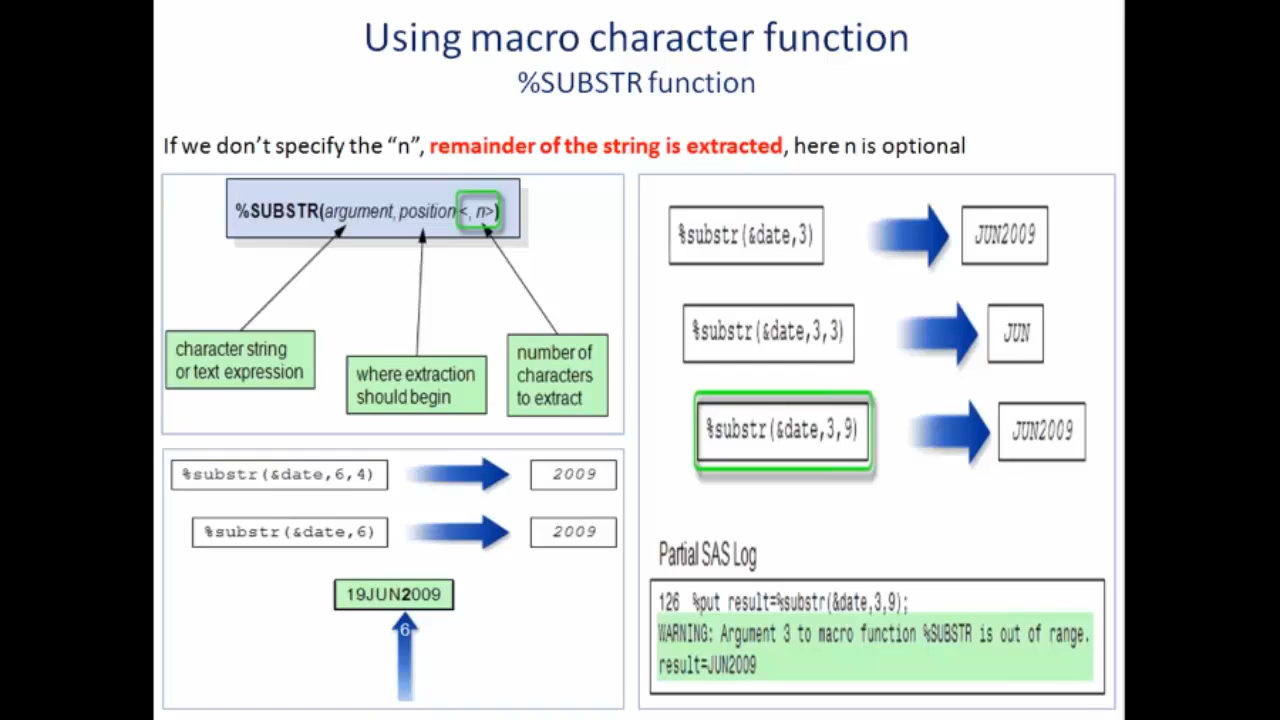 Using macro character function
%SUBSTR function
If we don't specify the “n”, remainder of the string is extracted, here n is optional
%SUBSTR(argument, position<, n>)
character string
or text expression
where extraction
should begin
number of
characters
to extract
%substr(&date,6,4)
2009
%substr(&date,6)
2009
19JUN2009
6
%substr(&date,3)
JUN2009
%substr(&date,3,3)
JUN
%substr(&date,3,9)
JUN2009
Partial SAS Log
126 %put result=%substr(&date,3,9);
WARNING: Argument 3 to macro function %SUBSTR is out of range.
result=JUN2009